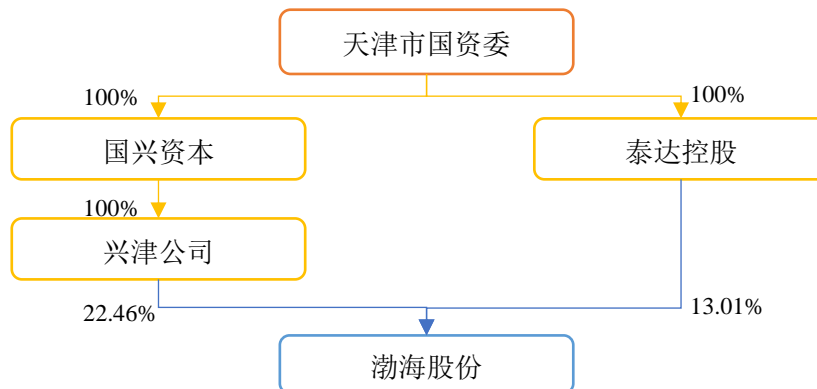 天津市国资委
100%
100%
国兴资本
泰达控股
100%
兴津公司
22.46%
13.01%
渤海股份